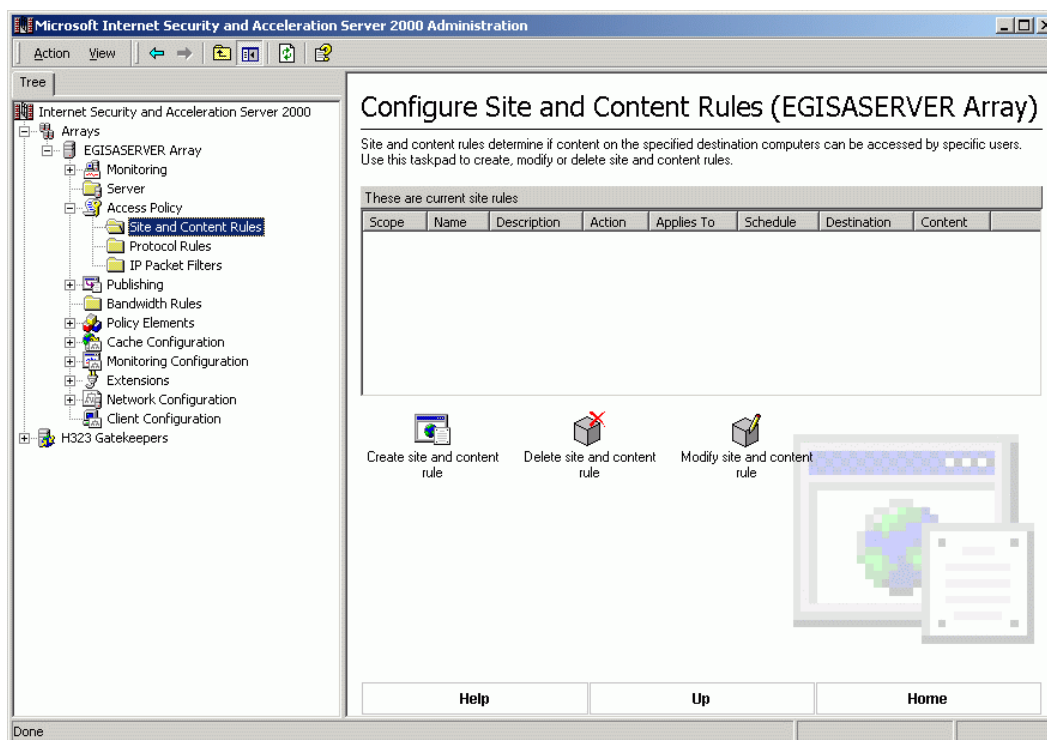 Microsoft Internet Security and Acceleration Server 2000 Administration
Action View
Tree
Internet Security and Acceleration Server 2000
Arrays
EGISASERVER Array
Monitoring
Server
Access Policy
Site and Content Rules
Protocol Rules
IP Packet Filters
Publishing
Bandwidth Rules
Policy Elements
Cache Configuration
Monitoring Configuration
Extensions
Network Configuration
Client Configuration
H323 Gatekeepers
Configure Site and Content Rules (EGISASERVER Array)
Site and content rules determine if content on the specified destination computers can be accessed by specific users.
Use this taskpad to create, modify or delete site and content rules.
These are current site rules
Scope Name Description Action Applies To Schedule Destination Content
Create site and content
rule
Delete site and content
rule
Modify site and content
rule
Help Up Home
Done